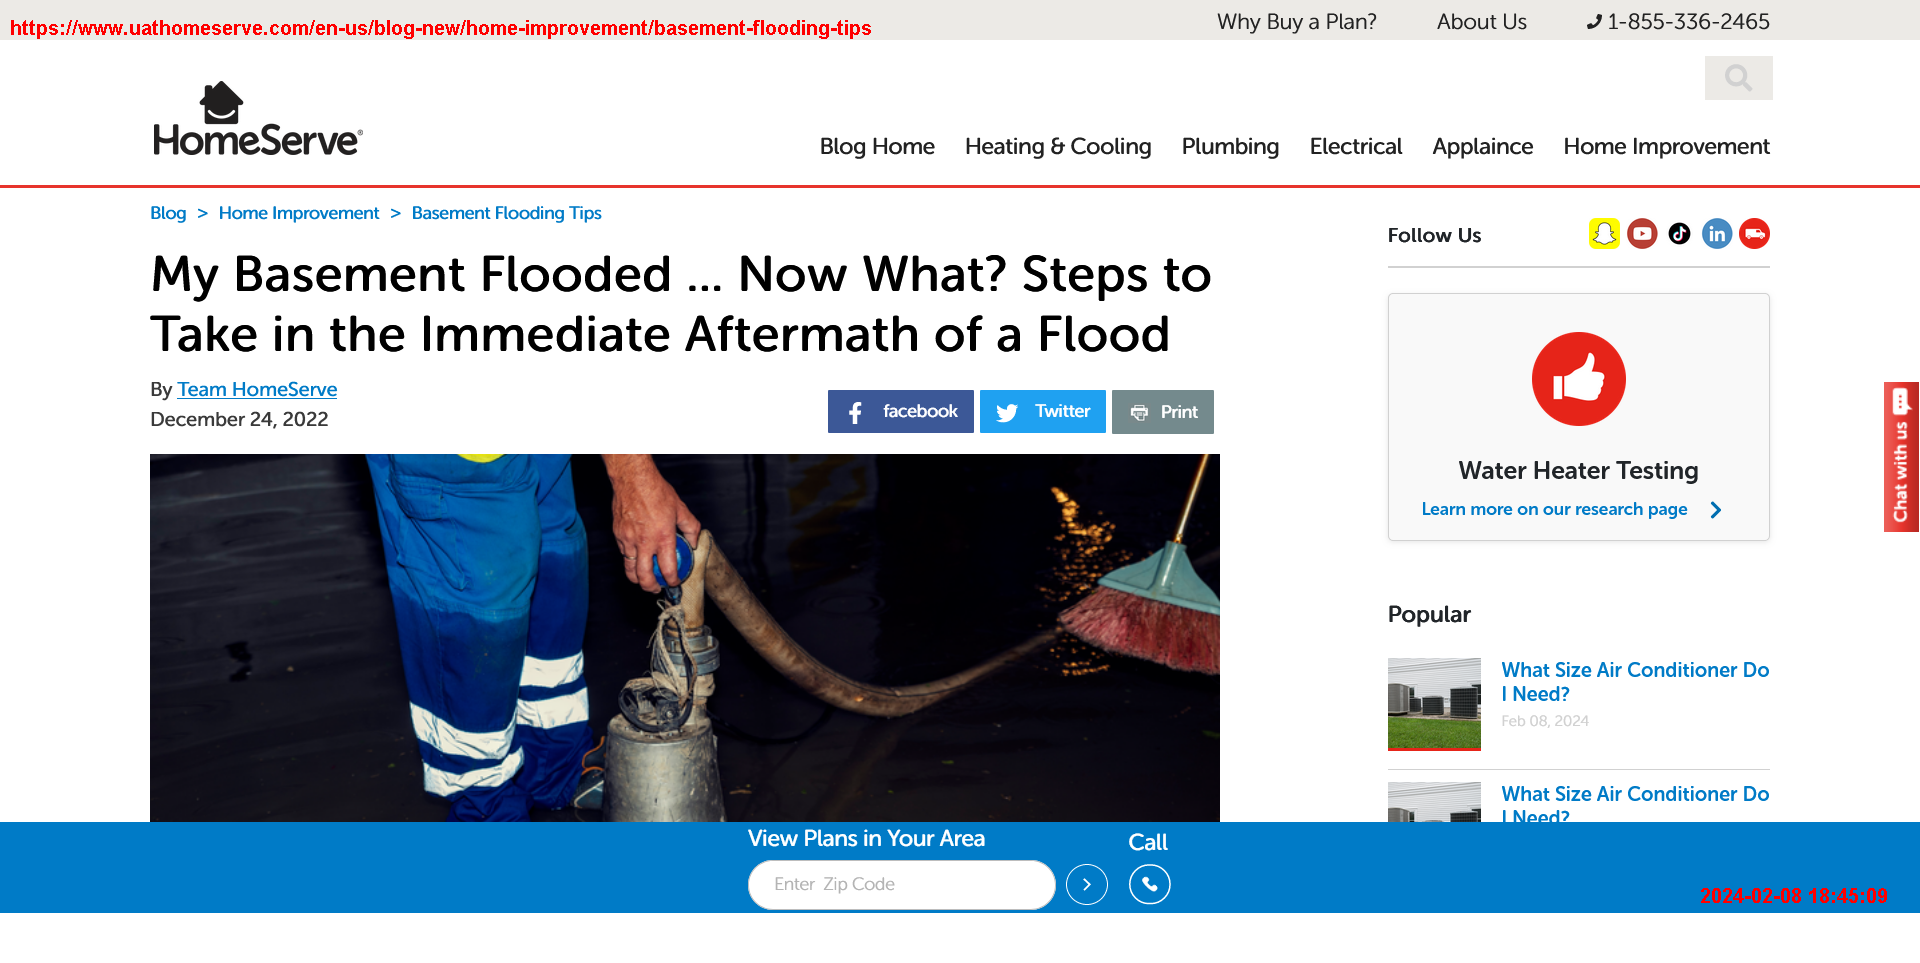 https://www.uathomeserve.com/en-us/blog-new/home-improvement/basement-flooding-tips
Why Buy a Plan?
About Us
1-855-336-2465
HomeServe®
Blog Home
Heating & Cooling
Plumbing
Electrical
Applaince
Home Improvement
Blog > Home Improvement > Basement Flooding Tips
My Basement Flooded ... Now What? Steps to
Take in the Immediate Aftermath of a Flood
By Team HomeServe
December 24, 2022
facebook
Twitter
Print
Follow Us
in
Water Heater Testing
Learn more on our research page
Chat with us
Popular
What Size Air Conditioner Do
I Need?
Feb 08, 2024
What Size Air Conditioner Do
I Need?
View Plans in Your Area
Enter Zip Code
Call
2024-02-08 18:45:09